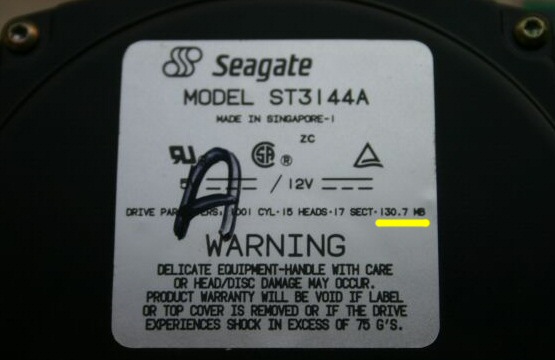 Seagate
MODEL ST3144A
MADE IN SINGAPORE-1
ZC
5V / 12V
A
DRIVE PARAMETERS: 1001 CYL·15 HEADS·17 SECT·130.7 MB
WARNING
DELICATE EQUIPMENT-HANDLE WITH CARE
OR HEAD/DISC DAMAGE MAY OCCUR.
PRODUCT WARRANTY WILL BE VOID IF LABEL
OR TOP COVER IS REMOVED OR IF THE DRIVE
EXPERIENCES SHOCK IN EXCESS OF 75 G'S.